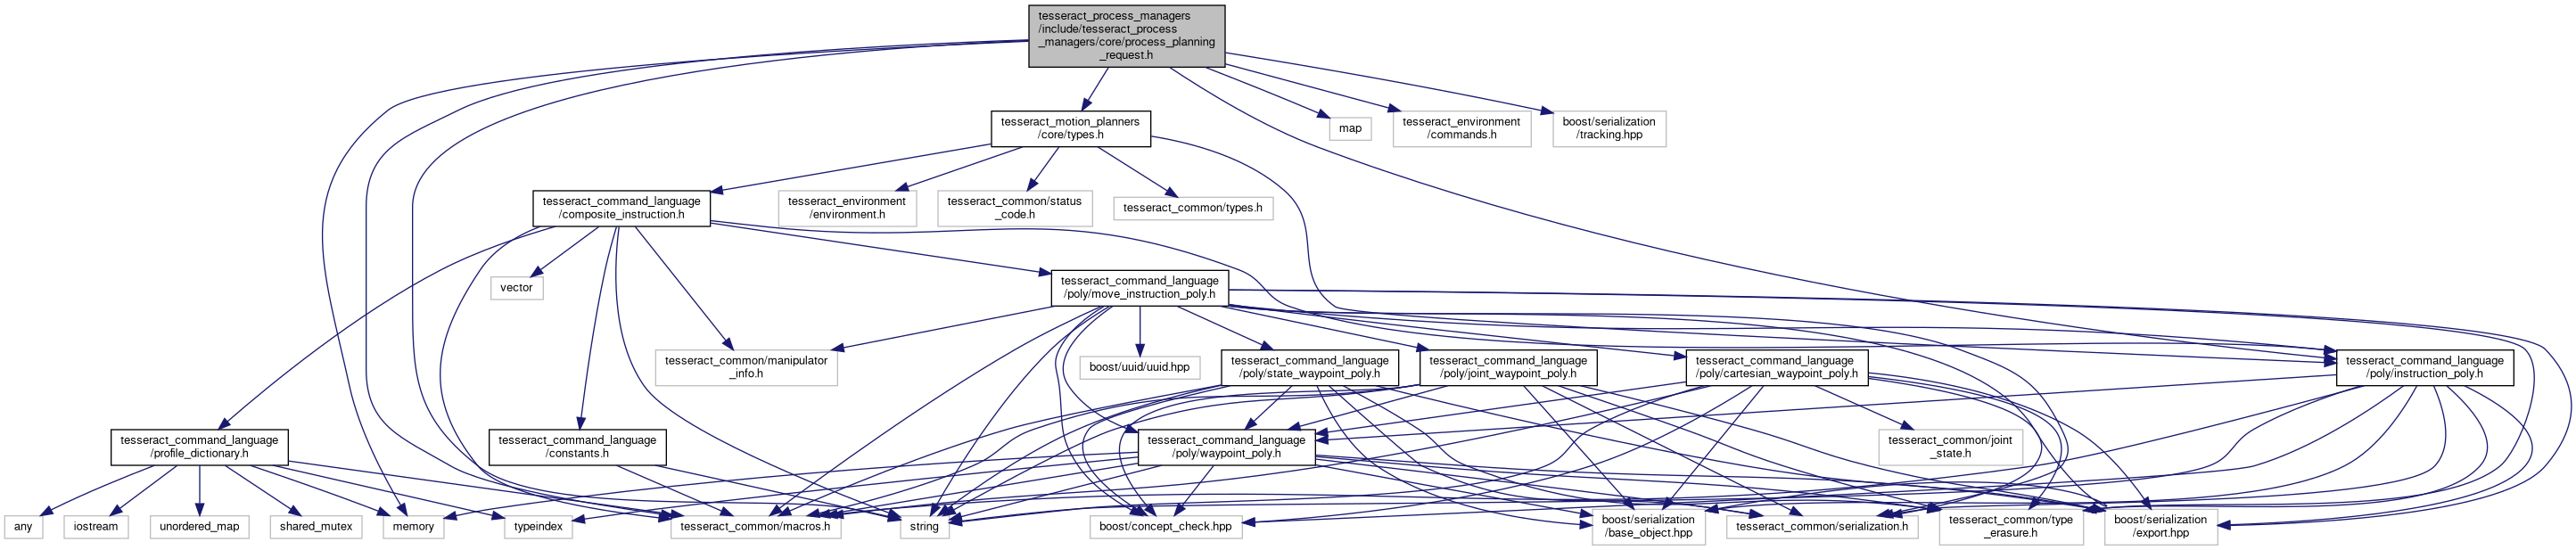 tesseract_process_managers
/include/tesseract_process
_managers/core/process_planning
_request.h
tesseract_motion_planners
/core/types.h
map
tesseract_environment
/commands.h
boost/serialization
/tracking.hpp
tesseract_command_language
/composite_instruction.h
tesseract_environment
/environment.h
tesseract_common/status
_code.h
tesseract_common/types.h
vector
tesseract_command_language
/poly/move_instruction_poly.h
tesseract_common/manipulator
_info.h
boost/uuid/uuid.hpp
tesseract_command_language
/poly/state_waypoint_poly.h
tesseract_command_language
/poly/joint_waypoint_poly.h
tesseract_command_language
/poly/cartesian_waypoint_poly.h
tesseract_command_language
/poly/instruction_poly.h
tesseract_command_language
/profile_dictionary.h
tesseract_command_language
/constants.h
tesseract_command_language
/poly/waypoint_poly.h
tesseract_common/joint
_state.h
any
iostream
unordered_map
shared_mutex
memory
typeindex
tesseract_common/macros.h
string
boost/concept_check.hpp
boost/serialization
/base_object.hpp
tesseract_common/serialization.h
tesseract_common/type
_erasure.h
boost/serialization
/export.hpp